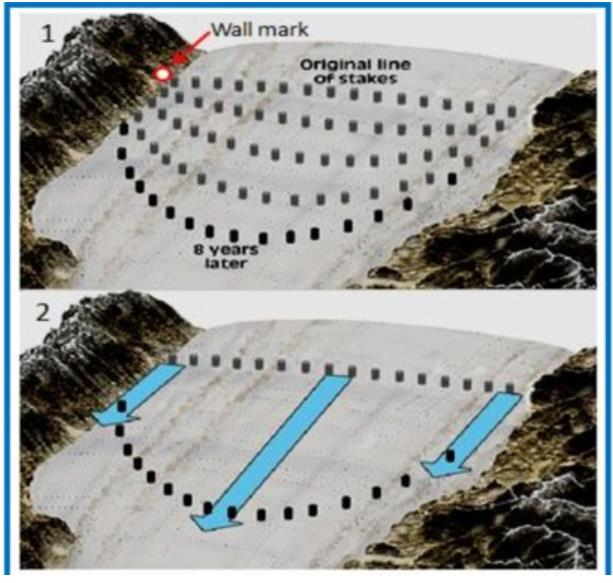 1
Wall mark
Original line
of stakes
8 years
later
2